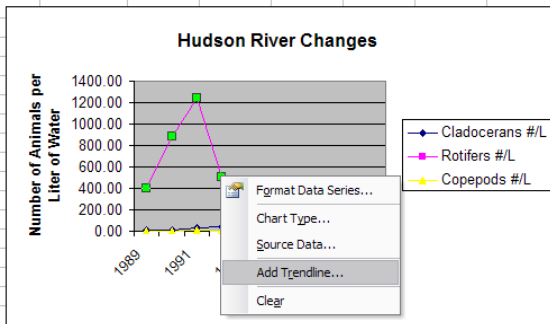 Hudson River Changes
Number of Animals per
Liter of Water
1400.00
1200.00
1000.00
800.00
600.00
400.00
200.00
0.00
1989
1991
Cladocerans #/L
Rotifers #/L
Copepods #/L
Format Data Series...
Chart Type...
Source Data...
Add Trendline...
Clear